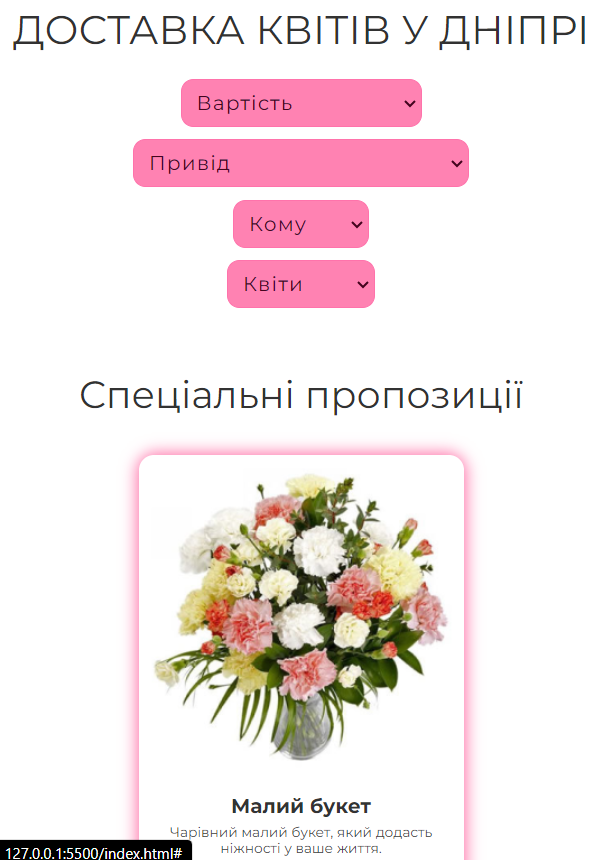 ДОСТАВКА КВІТІВ У ДНІПРІ
Вартість
Привід
Кому
Квіти
Спеціальні пропозиції
Малий букет
Чарівний малий букет, який додасть
ніжності у ваше життя.
127.0.0.1:5500/index.html#